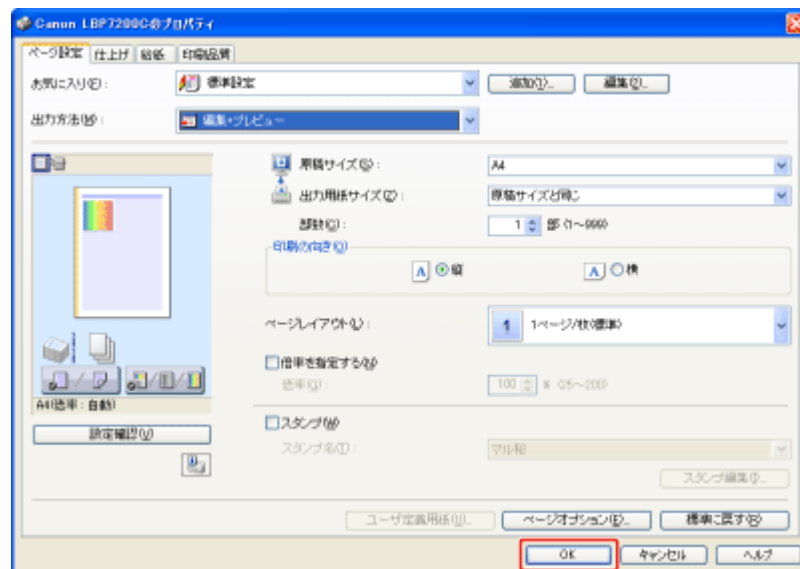 Canon LBP7200Cのプロパティ
ページ設定 仕上げ 給紙 印刷品質
お気に入り(F): 標準設定 追加(1)... 編集(2)...
出力方法(M): 編集+プレビュー
原稿サイズ(S): A4
出力用紙サイズ(Z): 原稿サイズと同じ
部数(C): 1 部 (1~999)
印刷の向き(O)
A 縦 A 横
ページレイアウト(L): 1 1ページ/枚(標準)
倍率を指定する(N)
倍率(G): 100 % (25~200)
A4(倍率:自動)
スタンプ(W)
設定確認(V)
スタンプ名(T): マル秘
スタンプ編集(I)...
ユーザ定義用紙(U)... ページオプション(E)... 標準に戻す(R)
OK キャンセル ヘルプ